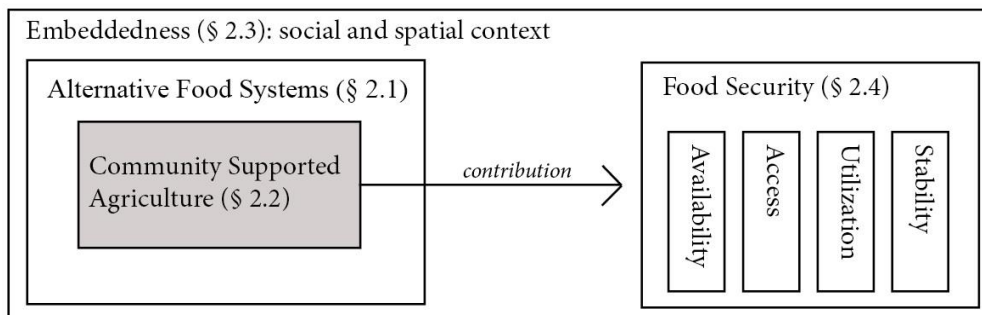 Embeddedness (§ 2.3): social and spatial context
Alternative Food Systems (§ 2.1)
Community Supported
Agriculture (§ 2.2)
contribution
Food Security (§ 2.4)
Availability
Access
Utilization
Stability